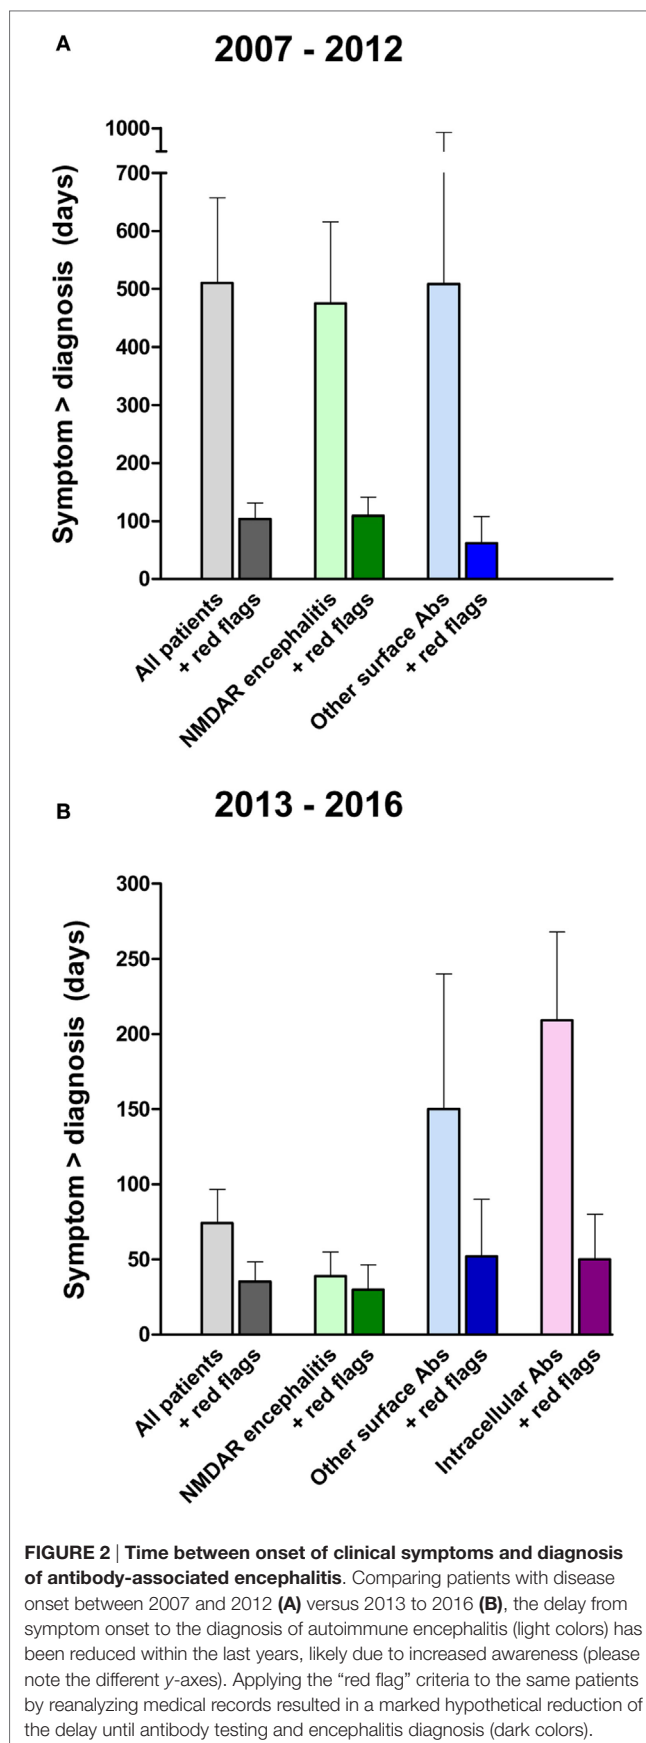 A
2007 - 2012
Symptom > diagnosis (days)
1000
700
600
500
400
300
200
100
0
All patients
+ red flags
NMDAR encephalitis
+ red flags
Other surface Abs
+ red flags
B
2013 - 2016
Symptom > diagnosis (days)
300
250
200
150
100
50
0
All patients
+ red flags
NMDAR encephalitis
+ red flags
Other surface Abs
+ red flags
Intracellular Abs
+ red flags
FIGURE 2 | Time between onset of clinical symptoms and diagnosis
of antibody-associated encephalitis. Comparing patients with disease
onset between 2007 and 2012 (A) versus 2013 to 2016 (B), the delay from
symptom onset to the diagnosis of autoimmune encephalitis (light colors) has
been reduced within the last years, likely due to increased awareness (please
note the different y-axes). Applying the “red flag” criteria to the same patients
by reanalyzing medical records resulted in a marked hypothetical reduction of
the delay until antibody testing and encephalitis diagnosis (dark colors).